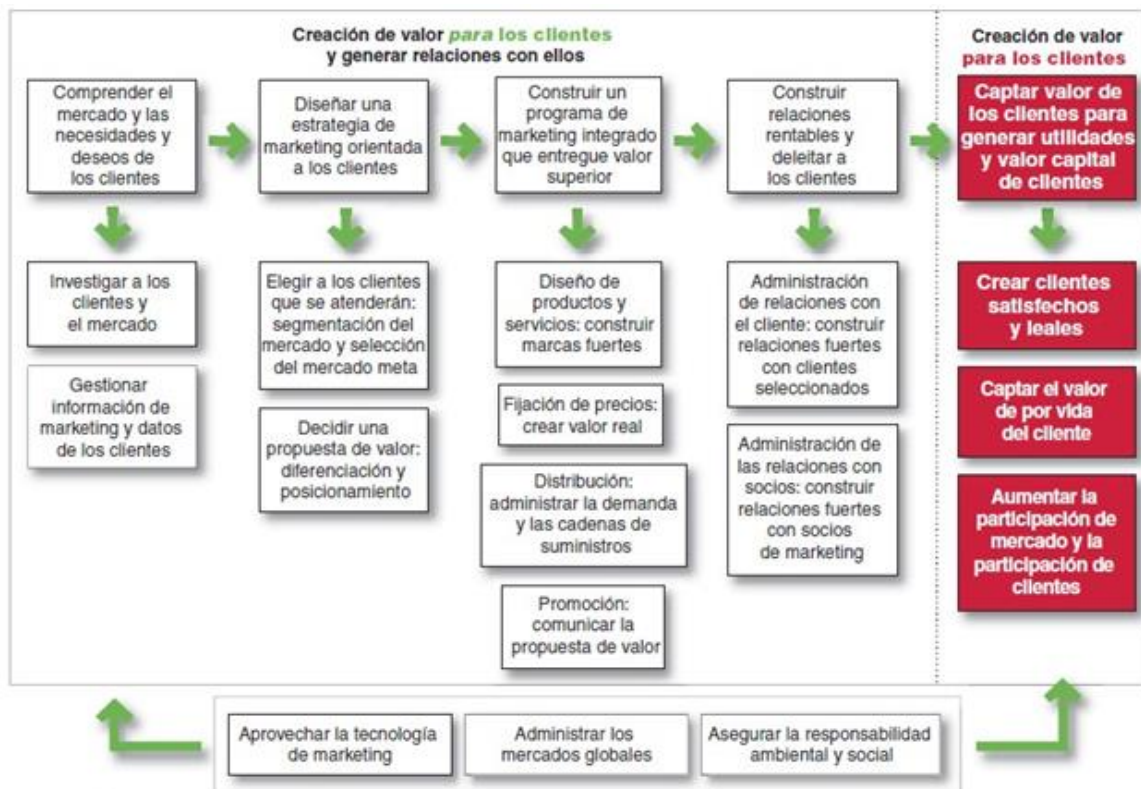 Creación de valor para los clientes
y generar relaciones con ellos
Creación de valor
para los clientes
Comprender el
mercado y las
necesidades y
deseos de
los clientes
Diseñar una
estrategia de
marketing orientada
a los clientes
Construir un
programa de
marketing integrado
que entregue valor
superior
Construir
relaciones
rentables y
deleitar a
los clientes
Captar valor de
los clientes para
generar utilidades
y valor capital
de clientes
Investigar a los
clientes y
el mercado
Gestionar
información de
marketing y datos
de los clientes
Elegir a los clientes
que se atenderán:
segmentación del
mercado y selección
del mercado meta
Decidir una
propuesta de valor:
diferenciación y
posicionamiento
Diseño de
productos y
servicios: construir
marcas fuertes
Fijación de precios:
crear valor real
Distribución:
administrar la demanda
y las cadenas de
suministros
Promoción:
comunicar la
propuesta de valor
Administración
de relaciones con
el cliente: construir
relaciones fuertes
con clientes
seleccionados
Administración de
las relaciones con
socios: construir
relaciones fuertes
con socios
de marketing
Crear clientes
satisfechos
y leales
Captar el valor
de por vida
del cliente
Aumentar la
participación de
mercado y la
participación de
clientes
Aprovechar la tecnología
de marketing
Administrar los
mercados globales
Asegurar la responsabilidad
ambiental y social